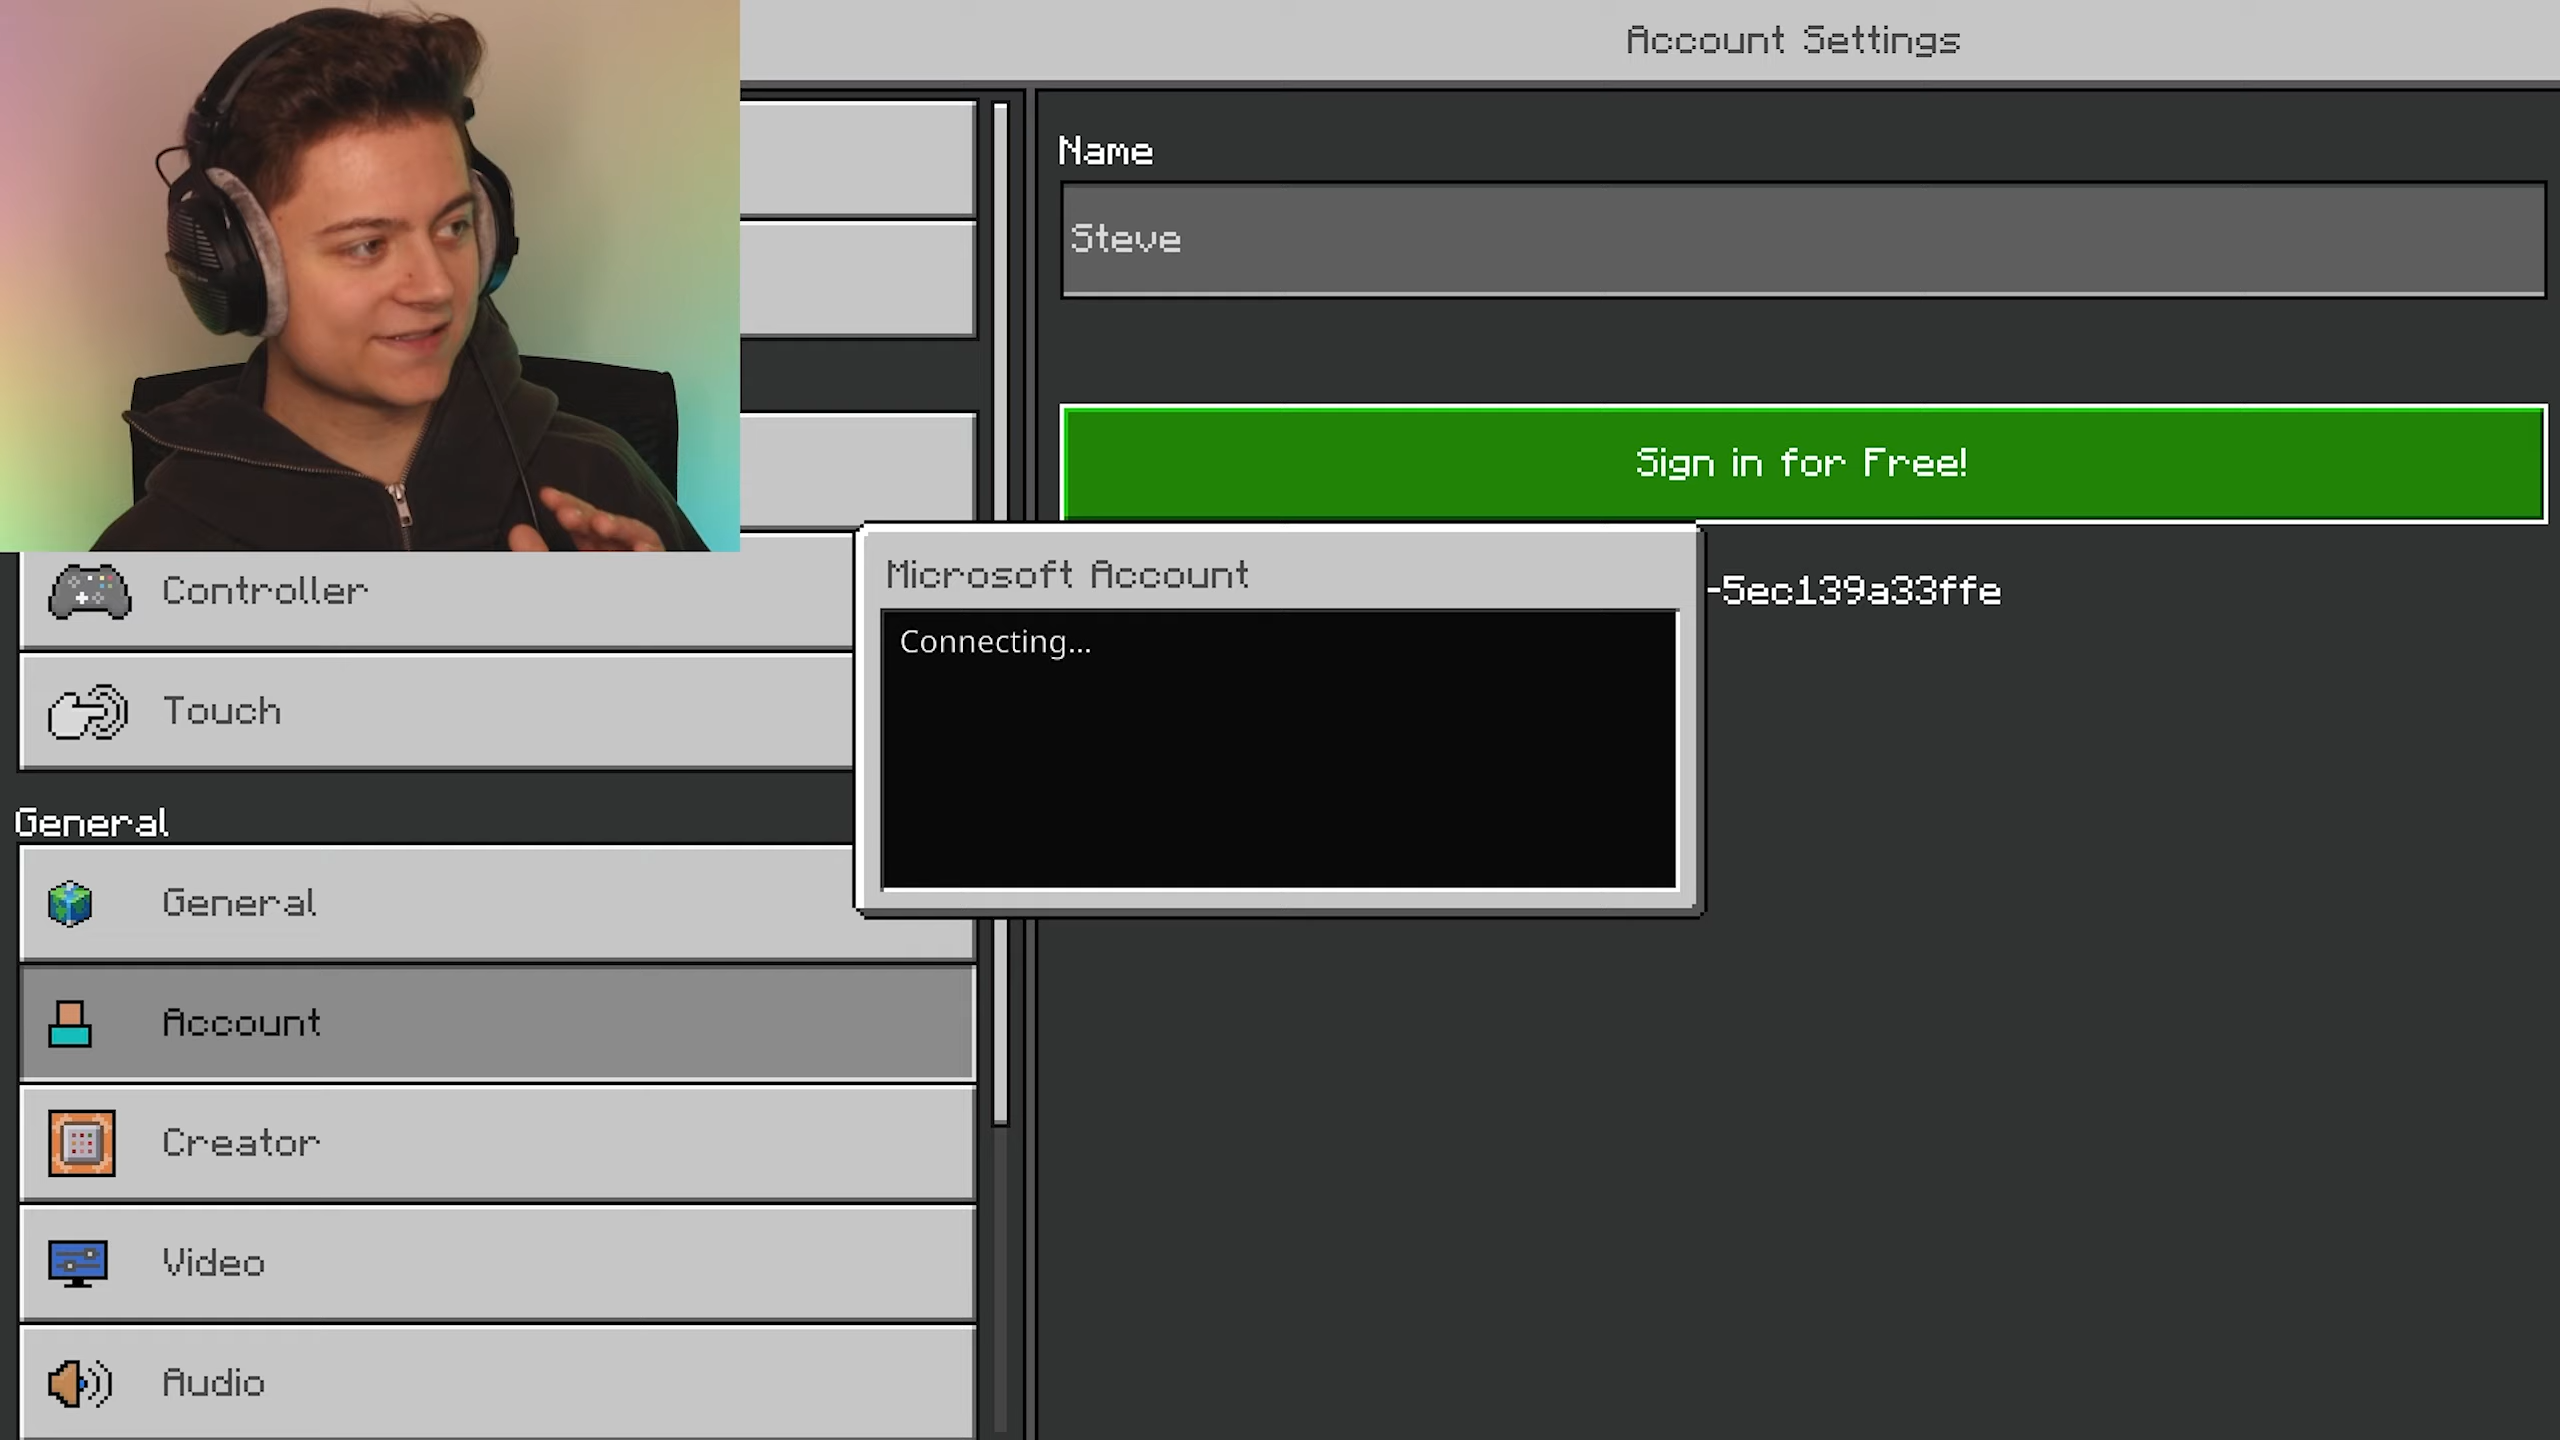 Account Settings
Name
Steve
Sign in for Free!
Microsoft Account
Connecting...
-5ec139a33ffe
Controller
Touch
General
General
Account
Creator
Video
Audio